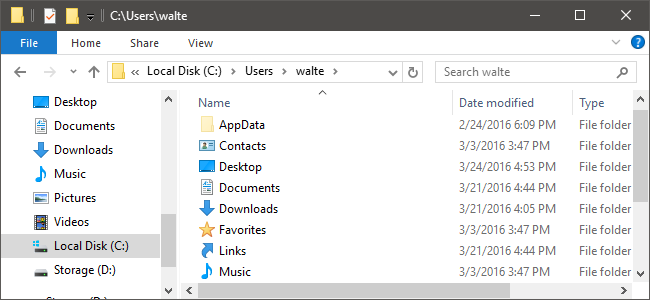 C:\Users\walte
File Home Share View
Local Disk (C:) Users walte Search walte
Desktop
Documents
Downloads
Music
Pictures
Videos
Local Disk (C:)
Storage (D:)
Name Date modified Type
AppData 2/24/2016 6:09 PM File folder
Contacts 3/3/2016 3:47 PM File folder
Desktop 3/24/2016 4:53 PM File folder
Documents 3/21/2016 4:44 PM File folder
Downloads 3/21/2016 4:05 PM File folder
Favorites 3/3/2016 3:47 PM File folder
Links 3/21/2016 4:44 PM File folder
Music 3/3/2016 3:47 PM File folder